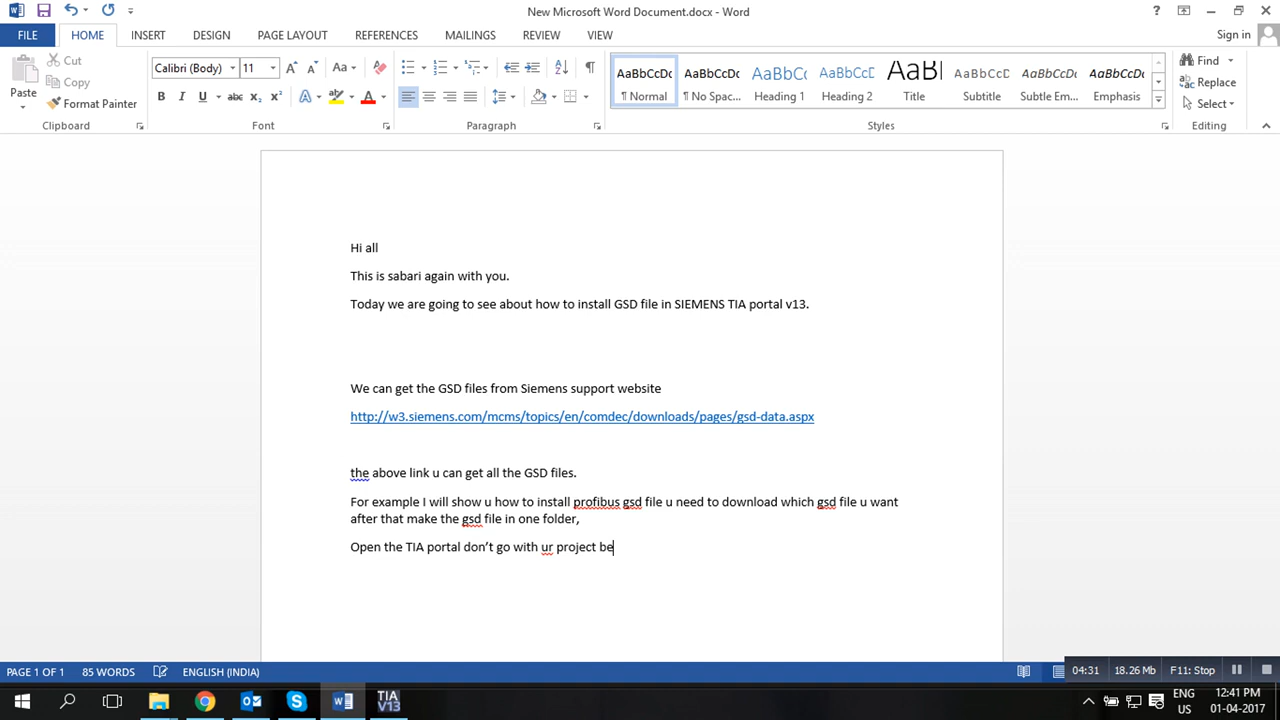 New Microsoft Word Document.docx - Word
?
FILE HOME INSERT DESIGN PAGE LAYOUT REFERENCES MAILINGS REVIEW VIEW Sign in
Paste
Cut
Copy
Format Painter
Calibri (Body) 11
B I U abc x₂ x²
AaBbCcDc AaBbCcDc AaBbCc AaBbCcD AaBl AaBbCcD AaBbCcDc AaBbCcDc
¶ Normal ¶ No Spac... Heading 1 Heading 2 Title Subtitle Subtle Em... Emphasis
Find
Replace
Select
Clipboard Font Paragraph Styles Editing
Hi all
This is sabari again with you.
Today we are going to see about how to install GSD file in SIEMENS TIA portal v13.
We can get the GSD files from Siemens support website
http://w3.siemens.com/mcms/topics/en/comdec/downloads/pages/gsd-data.aspx
the above link u can get all the GSD files.
For example I will show u how to install profibus gsd file u need to download which gsd file u want
after that make the gsd file in one folder,
Open the TIA portal don't go with ur project be
PAGE 1 OF 1 85 WORDS ENGLISH (INDIA)
04:31 18.26 Mb F11: Stop
TIA
V13
ENG
US
12:41 PM
01-04-2017